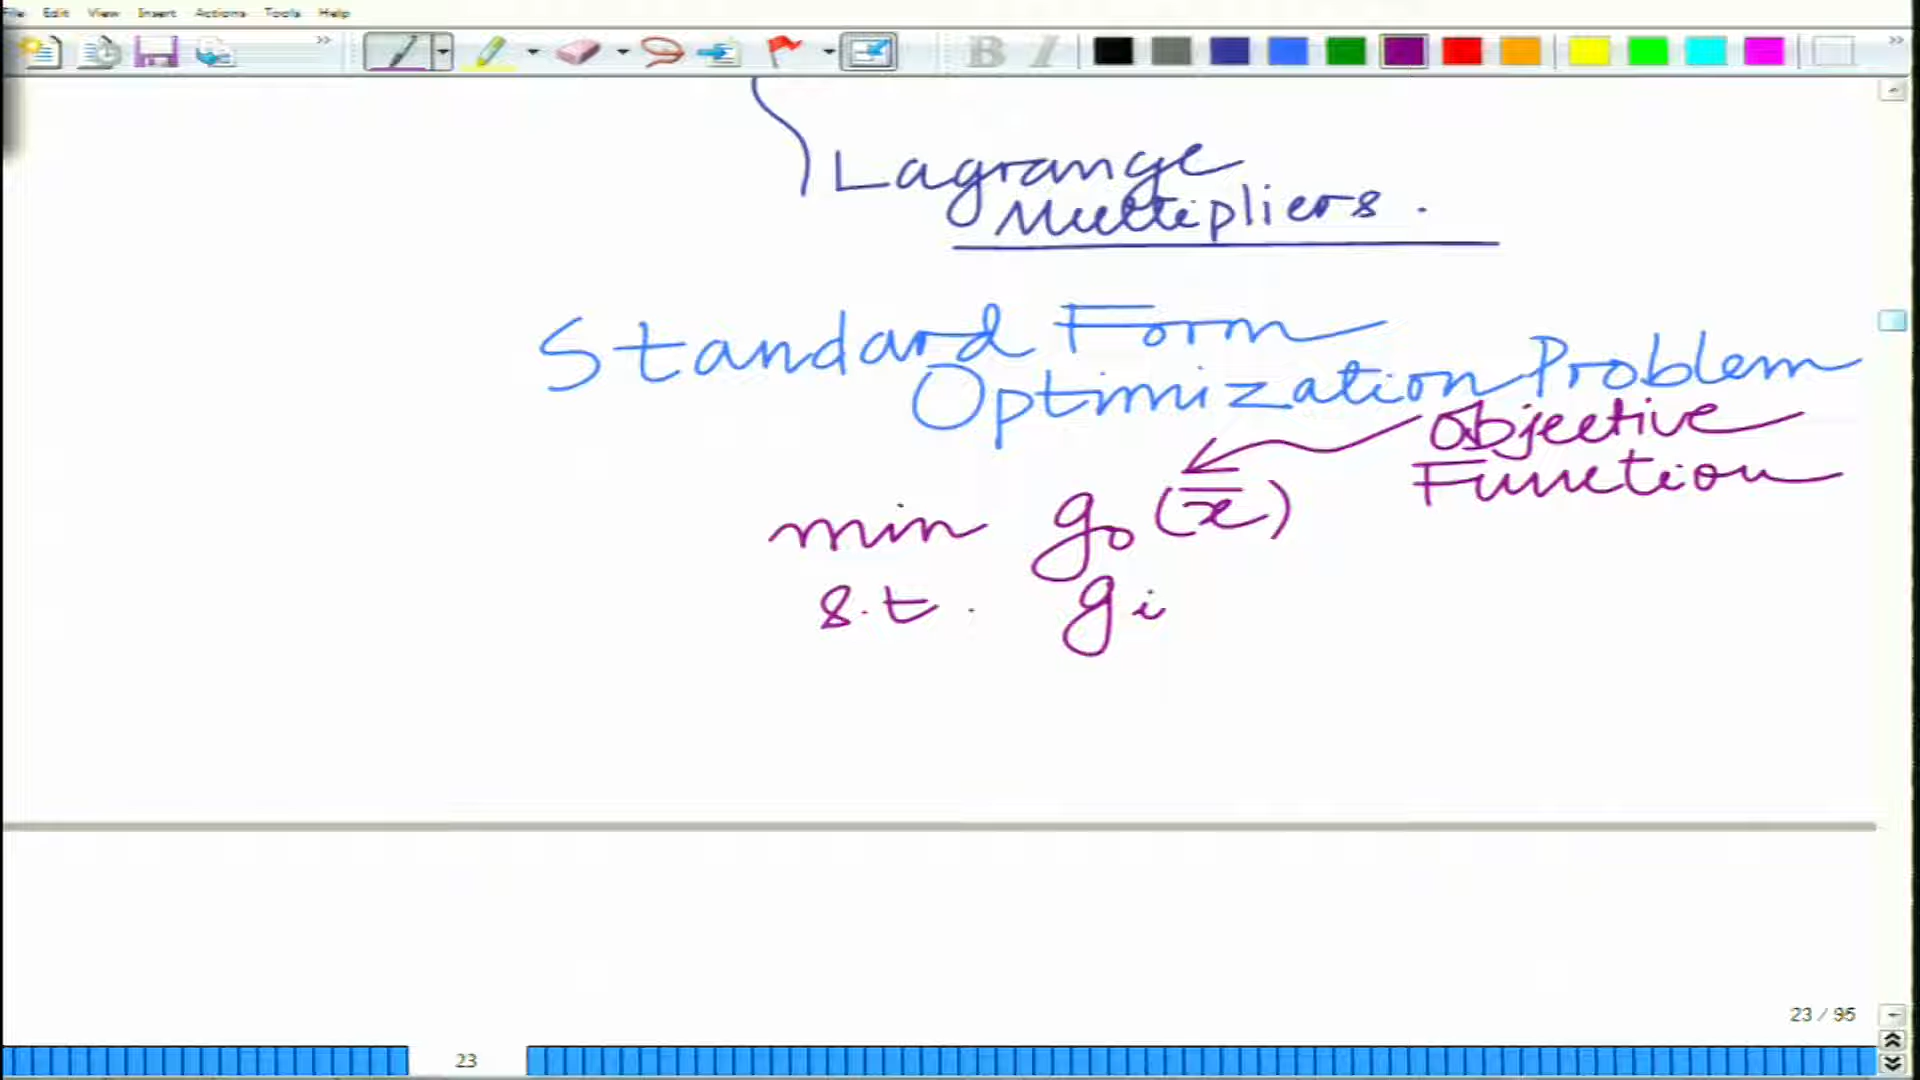 File Edit View Insert Actions Tools Help
B I
Lagrange
Multipliers.
Standard Form
Optimization Problem
Objective
Function
min g₀ (x̄)
s.t. gᵢ
23 / 95
23